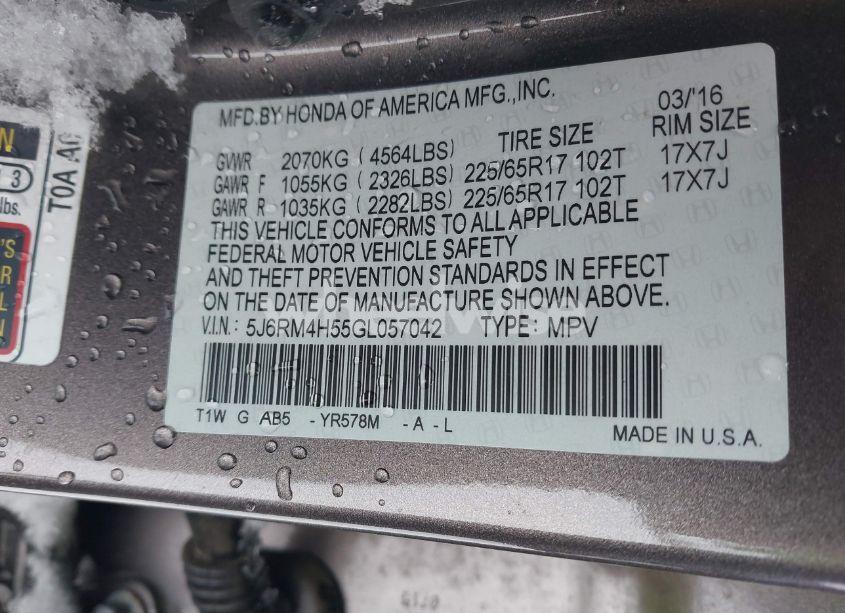 MFD.BY HONDA OF AMERICA MFG.,INC.
03/'16
TIRE SIZE RIM SIZE
GVWR 2070KG (4564LBS)
GAWR F 1055KG (2326LBS) 225/65R17 102T 17X7J
GAWR R 1035KG (2282LBS) 225/65R17 102T 17X7J
THIS VEHICLE CONFORMS TO ALL APPLICABLE
FEDERAL MOTOR VEHICLE SAFETY
AND THEFT PREVENTION STANDARDS IN EFFECT
ON THE DATE OF MANUFACTURE SHOWN ABOVE.
V.I.N.: 5J6RM4H55GL057042 TYPE: MPV
T1W G AB5 -YR578M -A -L
MADE IN U.S.A.
N
3
lbs.
'S
R
L
N
T0A A0